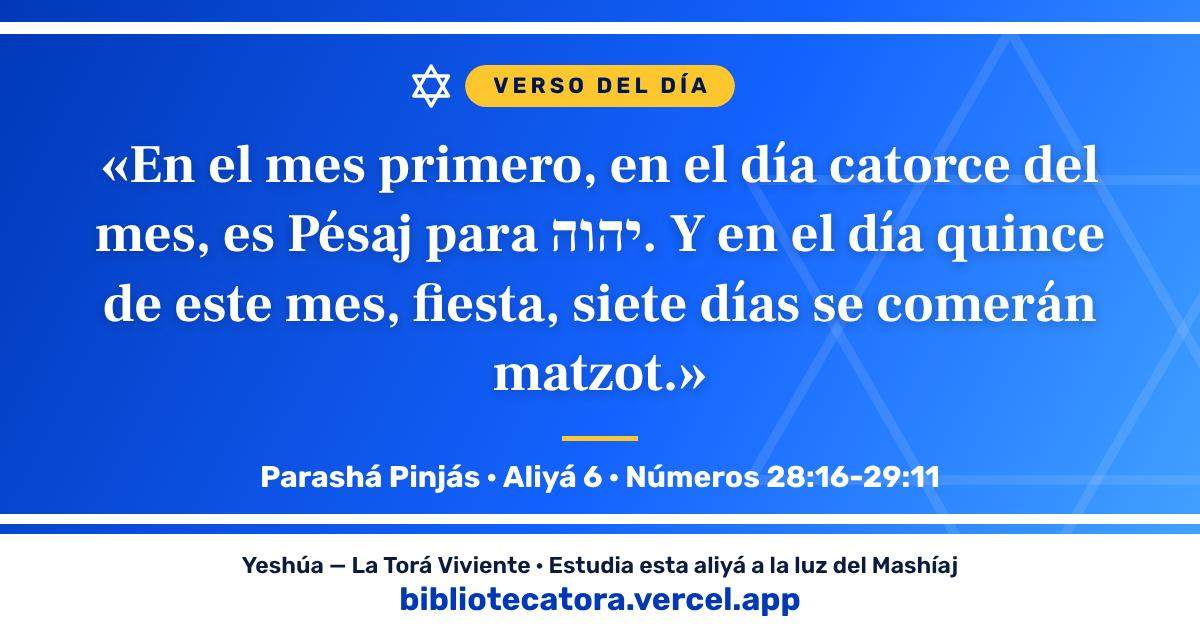 VERSO DEL DÍA
«En el mes primero, en el día catorce del
mes, es Pésaj para יהוה. Y en el día quince
de este mes, fiesta, siete días se comerán
matzot.»
Parashá Pinjás • Aliyá 6 • Números 28:16-29:11
Yeshúa — La Torá Viviente • Estudia esta aliyá a la luz del Mashíaj
bibliotecatora.vercel.app